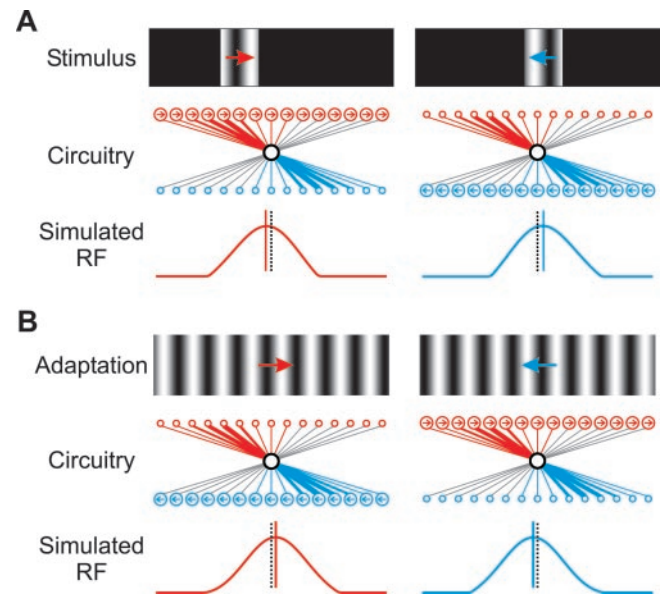 A
Stimulus
Circuitry
Simulated
RF
B
Adaptation
Circuitry
Simulated
RF